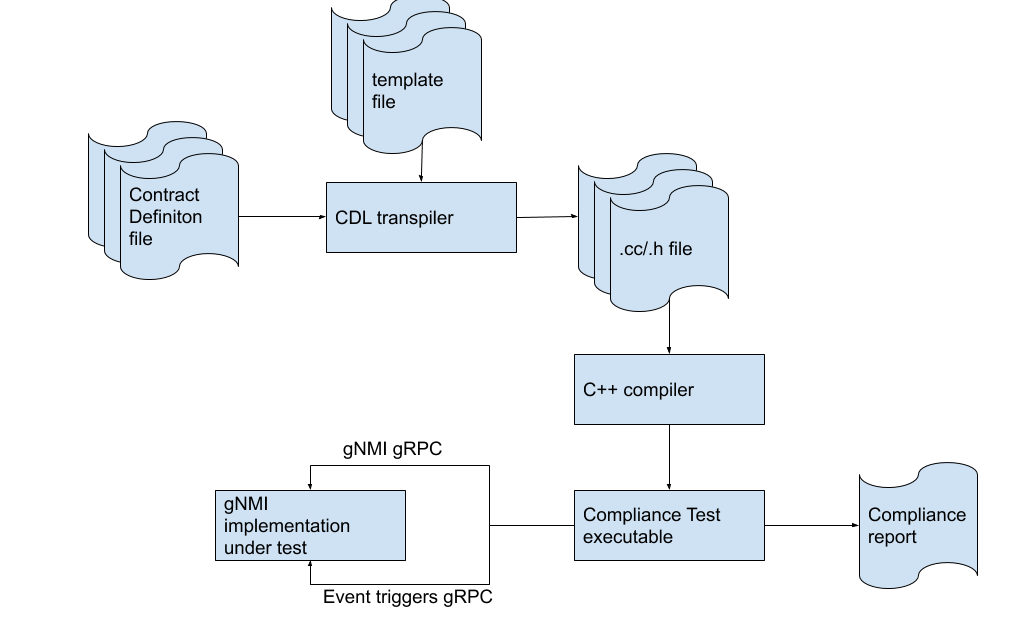 template
file
Contract
Definiton
file
CDL transpiler
.cc/.h file
C++ compiler
gNMI gRPC
gNMI
implementation
under test
Compliance Test
executable
Compliance
report
Event triggers gRPC